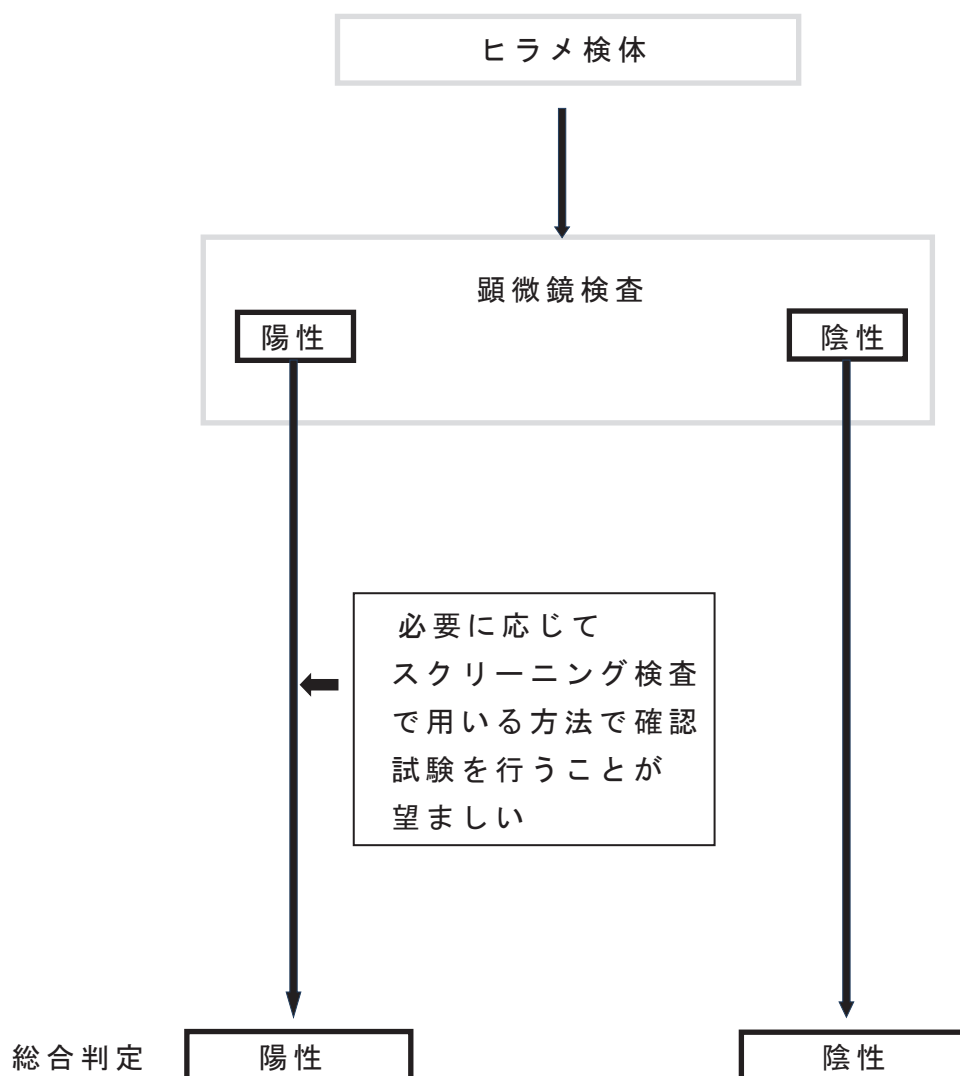 ヒラメ検体
顕微鏡検査
陽性
陰性
必要に応じて
スクリーニング検査
で用いる方法で確認
試験を行うことが
望ましい
総合判定
陽性
陰性